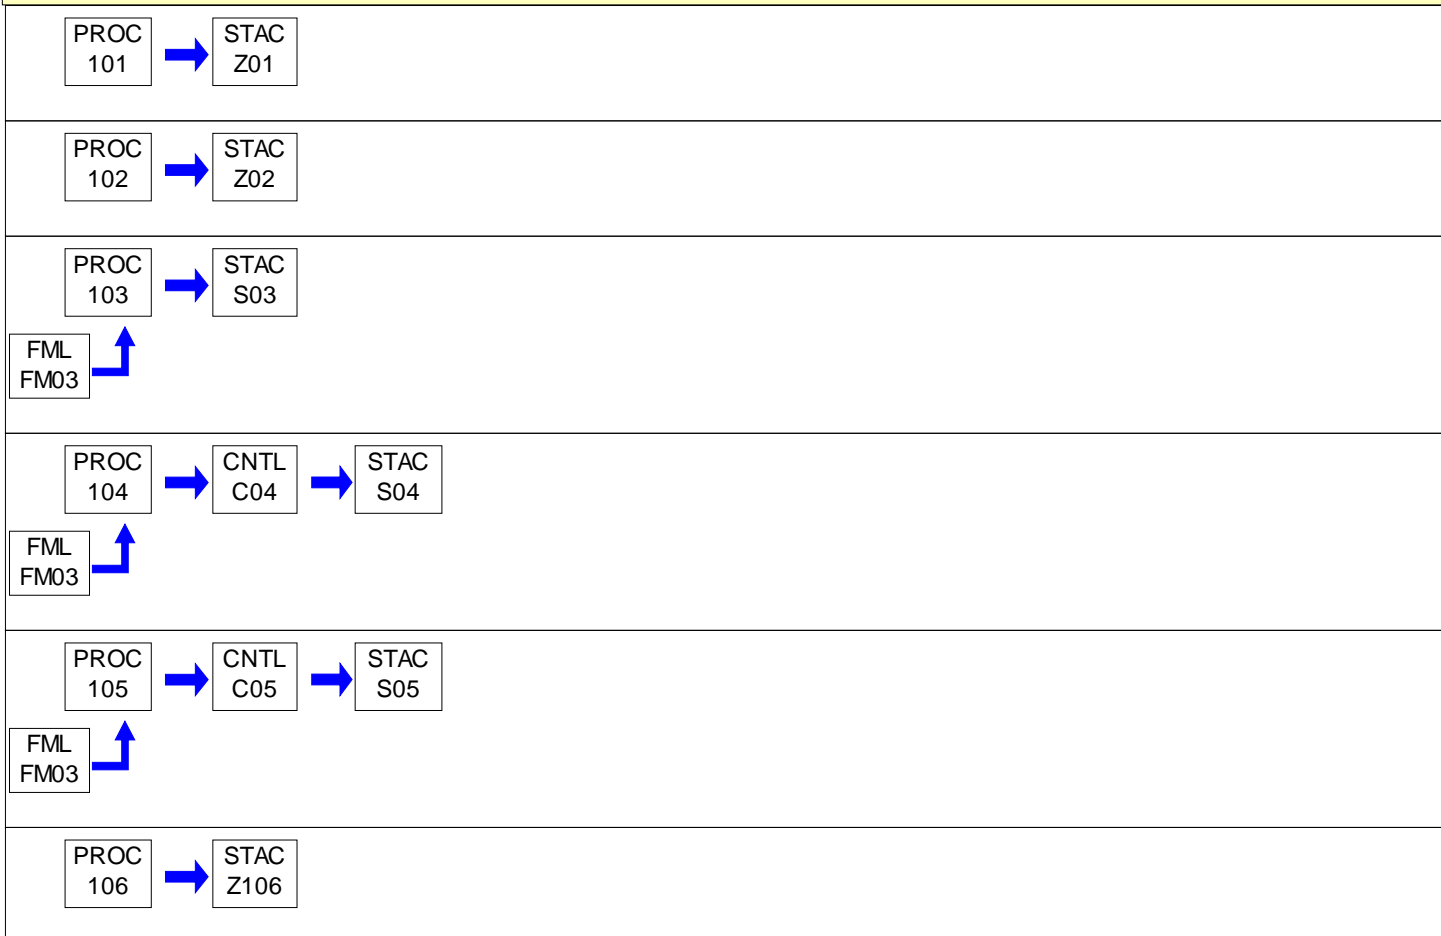 PROC
101
STAC
Z01
PROC
102
STAC
Z02
PROC
103
STAC
S03
FML
FM03
PROC
104
CNTL
C04
STAC
S04
FML
FM03
PROC
105
CNTL
C05
STAC
S05
FML
FM03
PROC
106
STAC
Z106